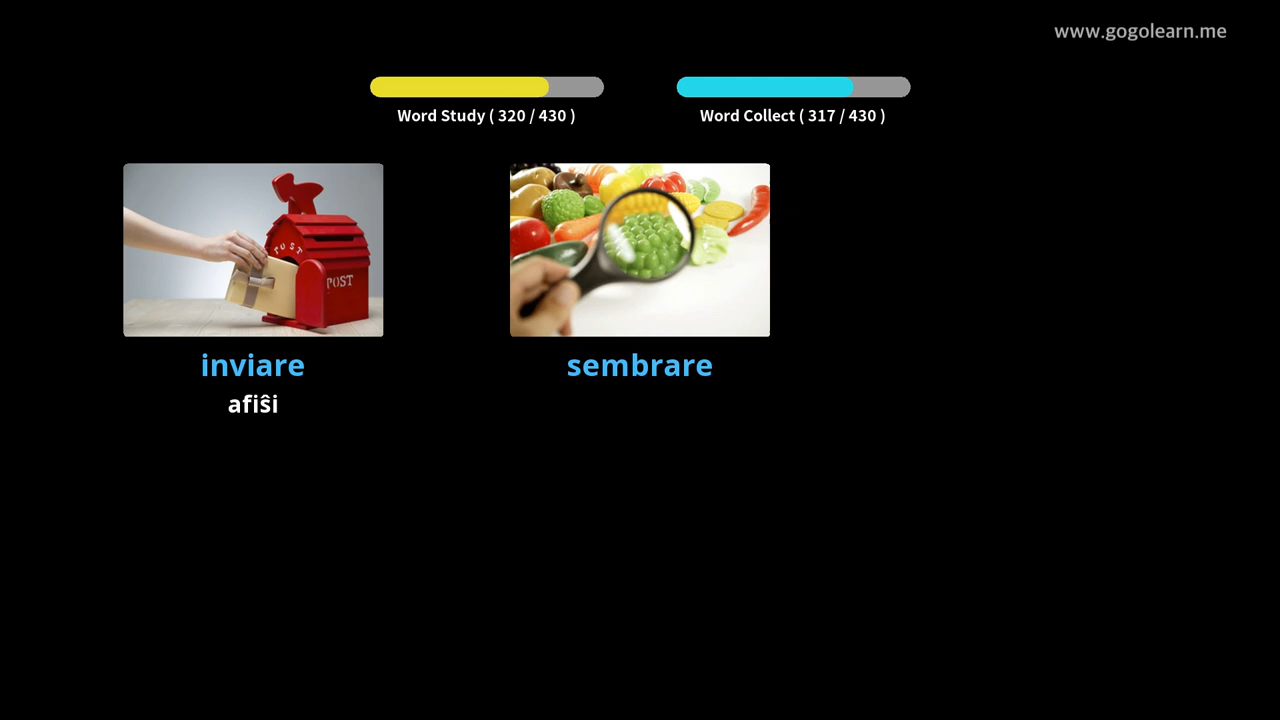 www.gogolearn.me
Word Study ( 320 / 430 )
Word Collect ( 317 / 430 )
POST
POST
inviare
sembrare
afiŝi